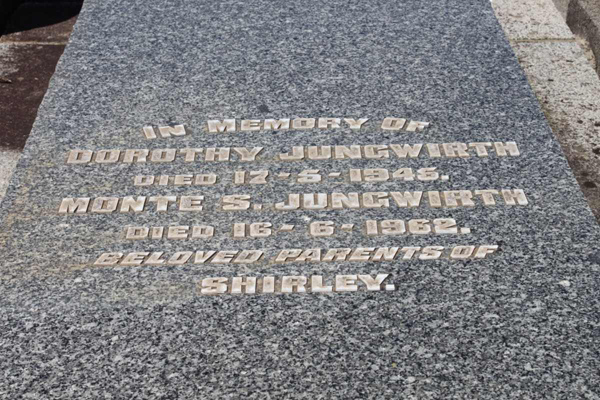 IN MEMORY OF
DOROTHY JUNGWIRTH
DIED 12-5-1945.
MONTE S. JUNGWIRTH
DIED 16-6-1962.
BELOVED PARENTS OF
SHIRLEY.